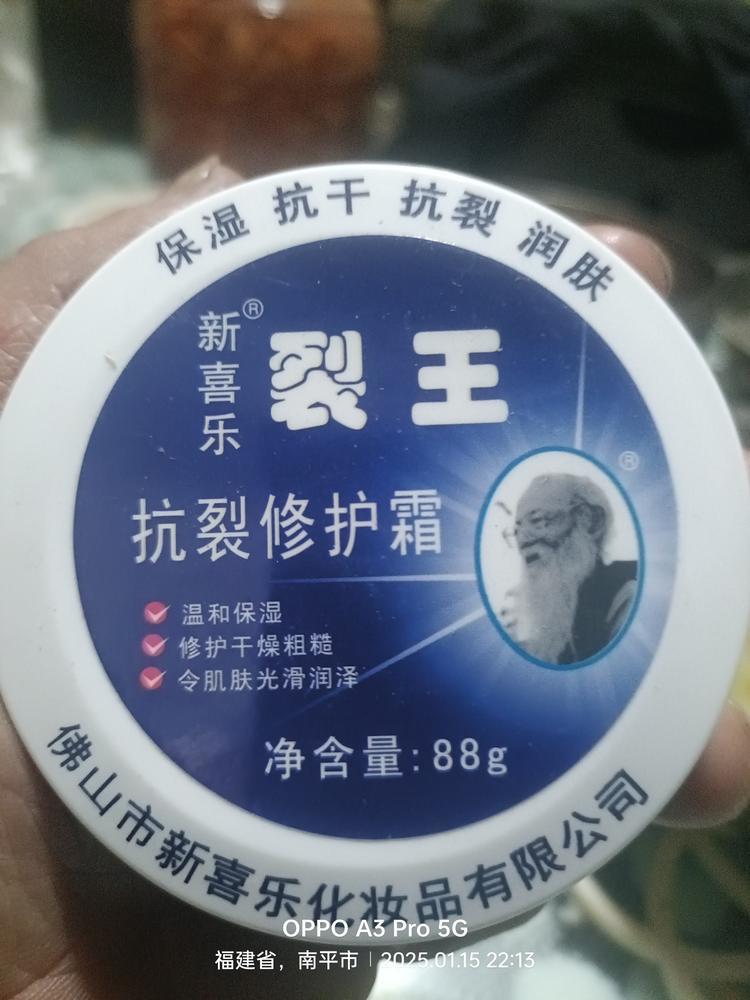 保湿 抗干 抗裂 润肤
新喜乐®
裂王
®
抗裂修护霜
温和保湿
修护干燥粗糙
令肌肤光滑润泽
净含量:88g
佛山市新喜乐化妆品有限公司
OPPO A3 Pro 5G
福建省，南平市 | 2025.01.15 22:13